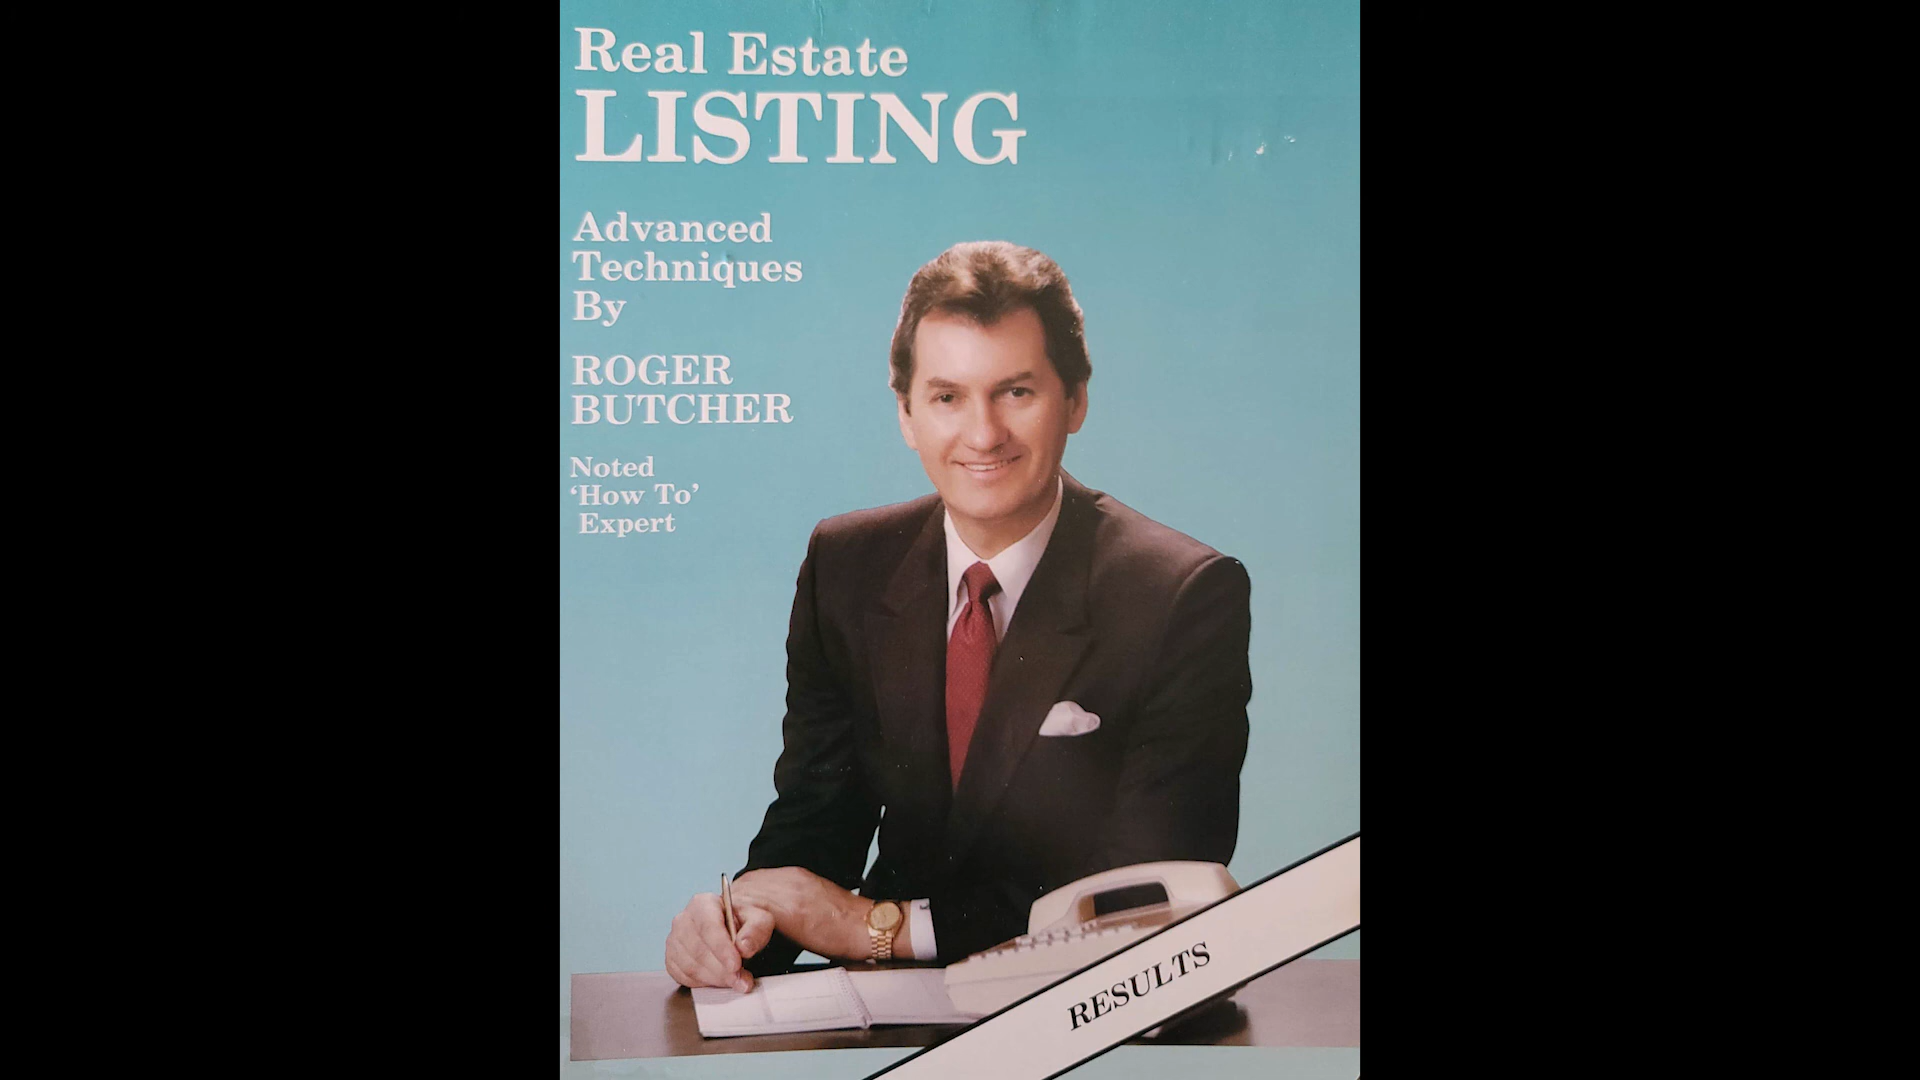 Real Estate
LISTING
Advanced
Techniques
By
ROGER
BUTCHER
Noted
‘How To’
Expert
RESULTS